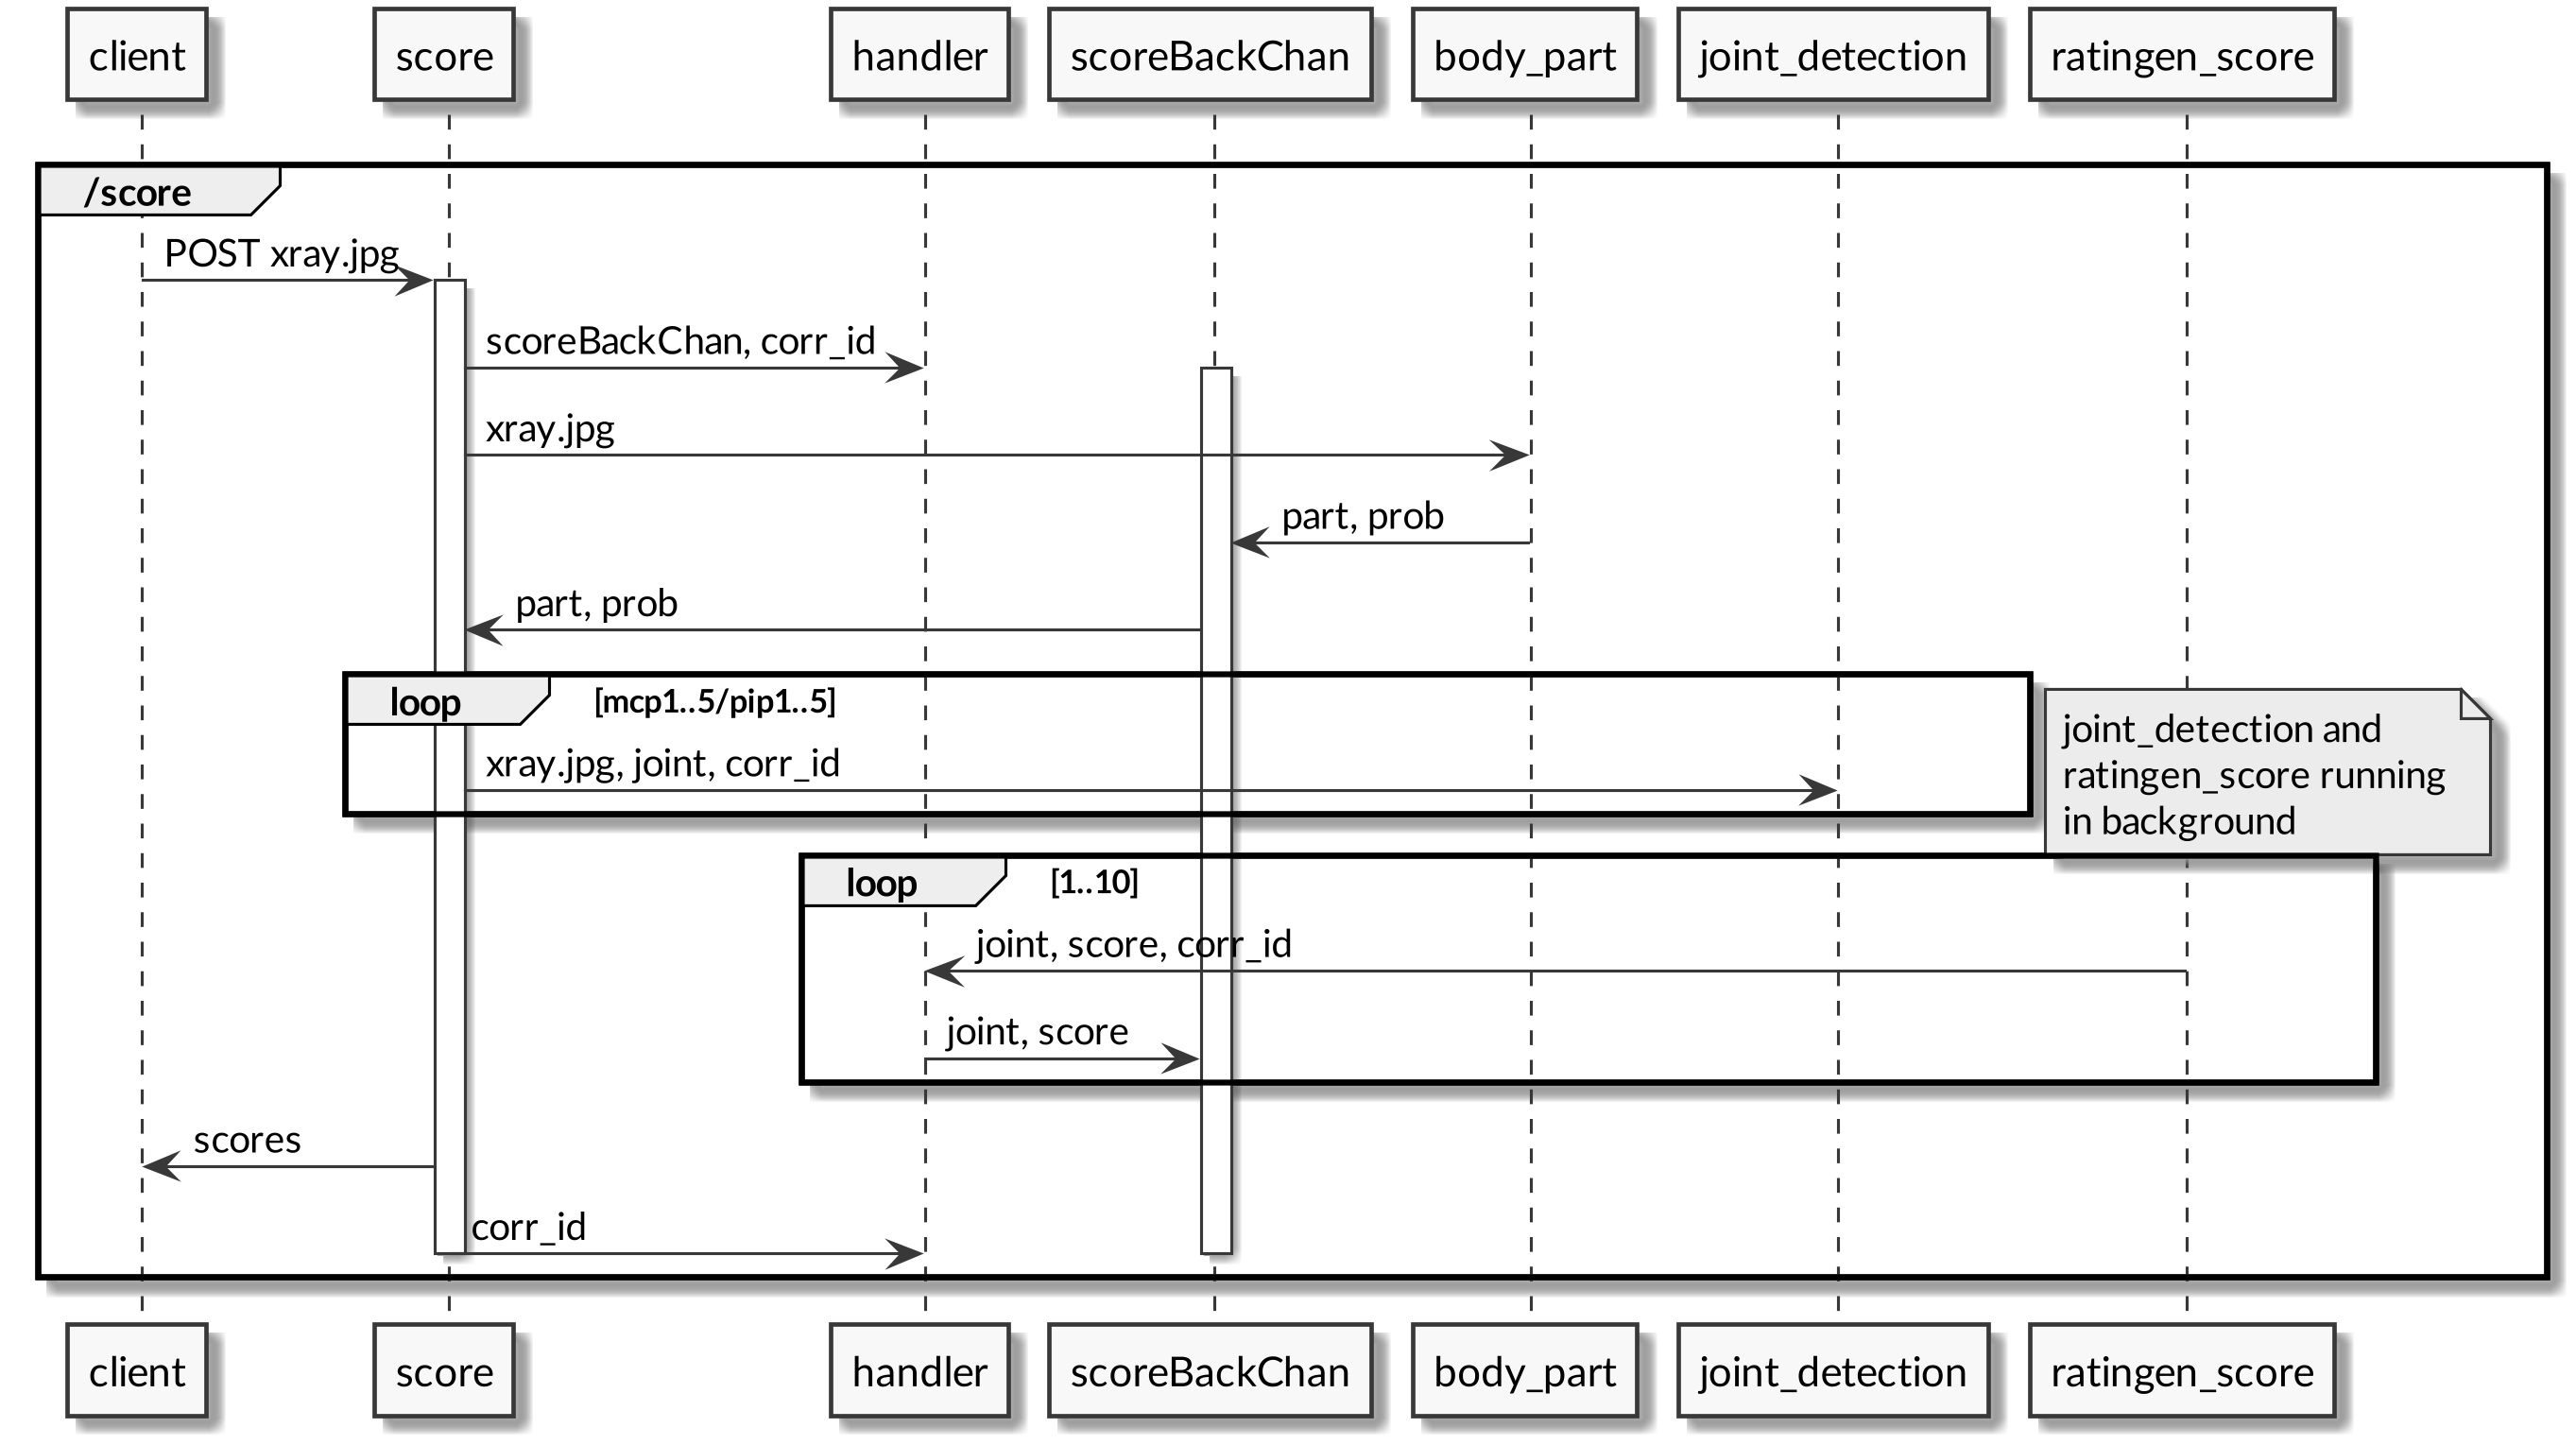 client
score
handler
scoreBackChan
body_part
joint_detection
ratingen_score
/score
POST xray.jpg
scoreBackChan, corr_id
xray.jpg
part, prob
part, prob
loop
[mcp1..5/pip1..5]
xray.jpg, joint, corr_id
joint_detection and
ratingen_score running
in background
loop
[1..10]
joint, score, corr_id
joint, score
scores
corr_id
client
score
handler
scoreBackChan
body_part
joint_detection
ratingen_score